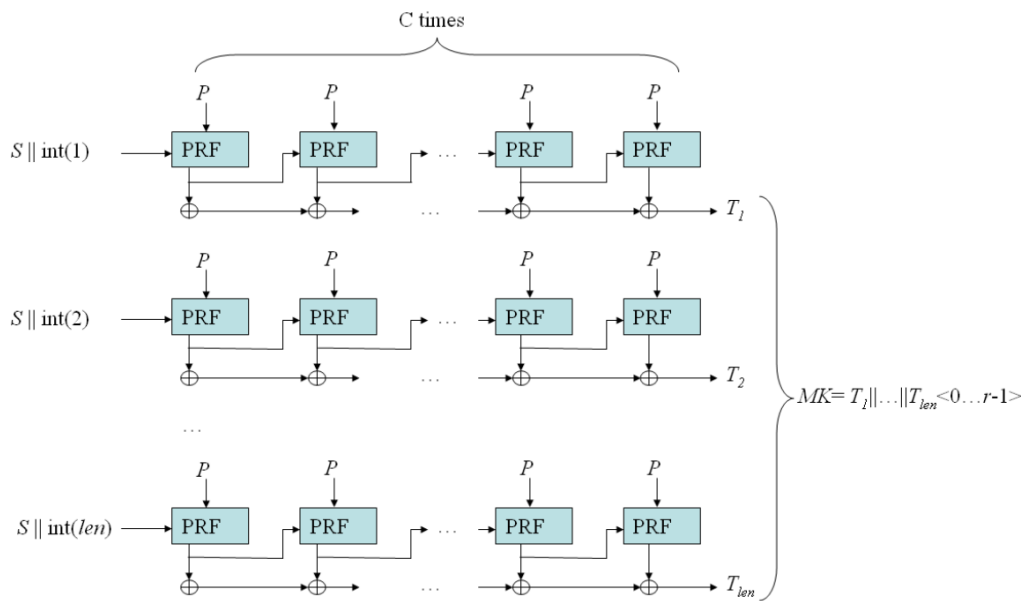 C times
P P P P
S || int(1) PRF PRF … PRF PRF
… T1
P P P P
S || int(2) PRF PRF … PRF PRF
… T2
…
MK= T1||…||Tlen<0…r-1>
P P P P
S || int(len) PRF PRF … PRF PRF
… Tlen